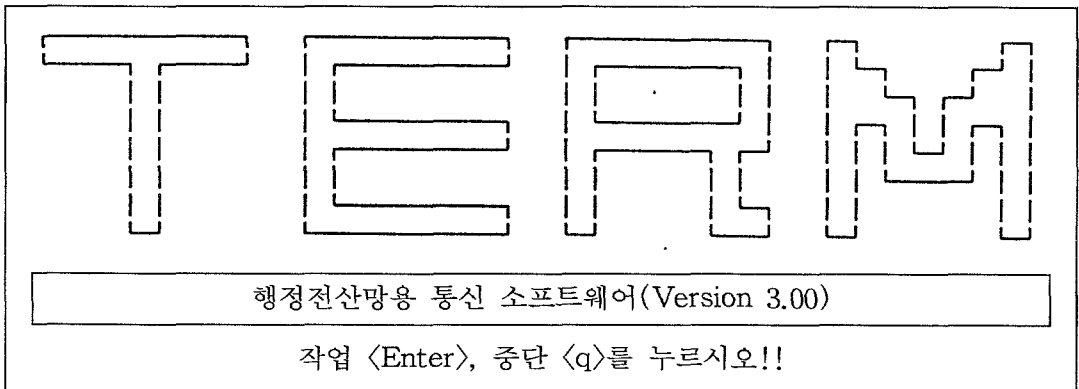 TERM
행정전산망용 통신 소프트웨어(Version 3.00)
작업 〈Enter〉, 중단 〈q〉를 누르시오!!